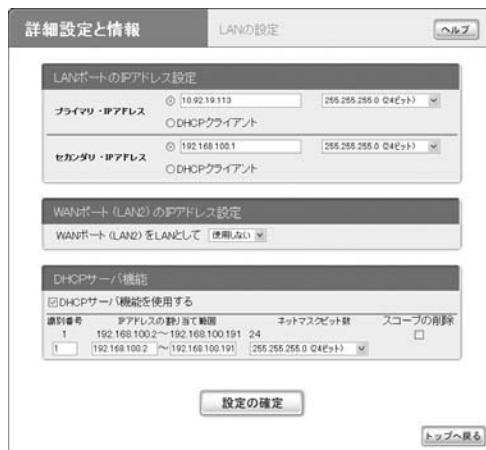 詳細設定と情報
LANの設定
ヘルプ
LANポートのIPアドレス設定
プライマリ・IPアドレス
10.92.19.113
255.255.255.0 (24ビット)
DHCPクライアント
セカンダリ・IPアドレス
192.168.100.1
255.255.255.0 (24ビット)
DHCPクライアント
WANポート (LAN2) のIPアドレス設定
WANポート (LAN2) をLANとして 使用しない
DHCPサーバ機能
DHCPサーバ機能を使用する
識別番号 IPアドレスの割り当て範囲 ネットマスクビット数 スコープの削除
1 192.168.100.2～192.168.100.191 24
1 192.168.100.2 ～ 192.168.100.191 255.255.255.0 (24ビット)
設定の確定
トップへ戻る